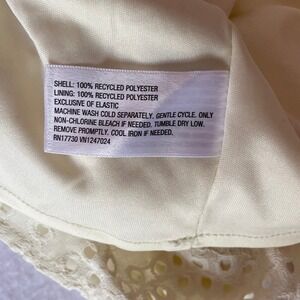 SHELL: 100% RECYCLED POLYESTER
LINING: 100% RECYCLED POLYESTER
EXCLUSIVE OF ELASTIC
MACHINE WASH COLD SEPARATELY. GENTLE CYCLE. ONLY
NON-CHLORINE BLEACH IF NEEDED. TUMBLE DRY LOW.
REMOVE PROMPTLY. COOL IRON IF NEEDED.
RN17730 VN1247024